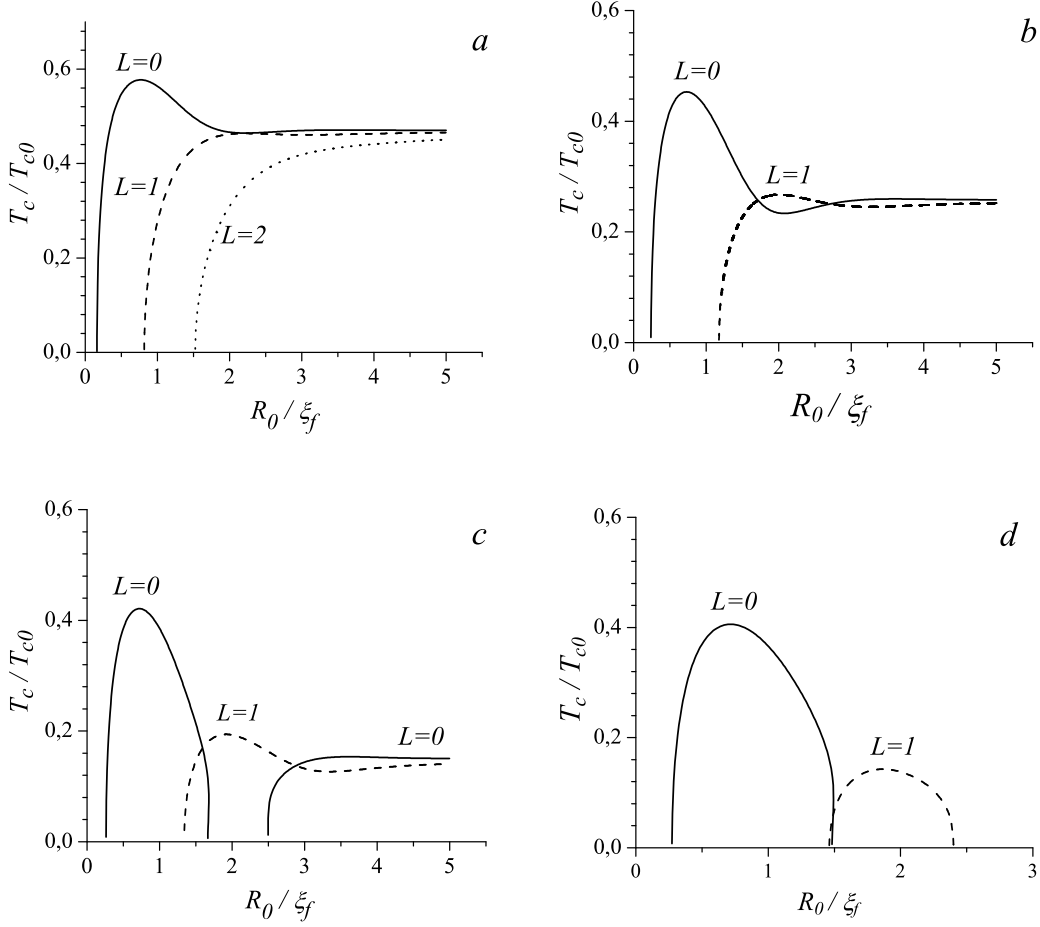 a
L=0
0,6
T_c / T_c0
0,4
L=1
L=2
0,2
0,0
0 1 2 3 4 5
R_0 / ξ_f
b
0,6
L=0
0,4
T_c / T_c0
L=1
0,2
0,0
0 1 2 3 4 5
R_0 / ξ_f
c
0,6
L=0
0,4
T_c / T_c0
L=1
L=0
0,2
0,0
0 1 2 3 4 5
R_0 / ξ_f
d
0,6
L=0
0,4
T_c / T_c0
L=1
0,2
0,0
0 1 2 3
R_0 / ξ_f